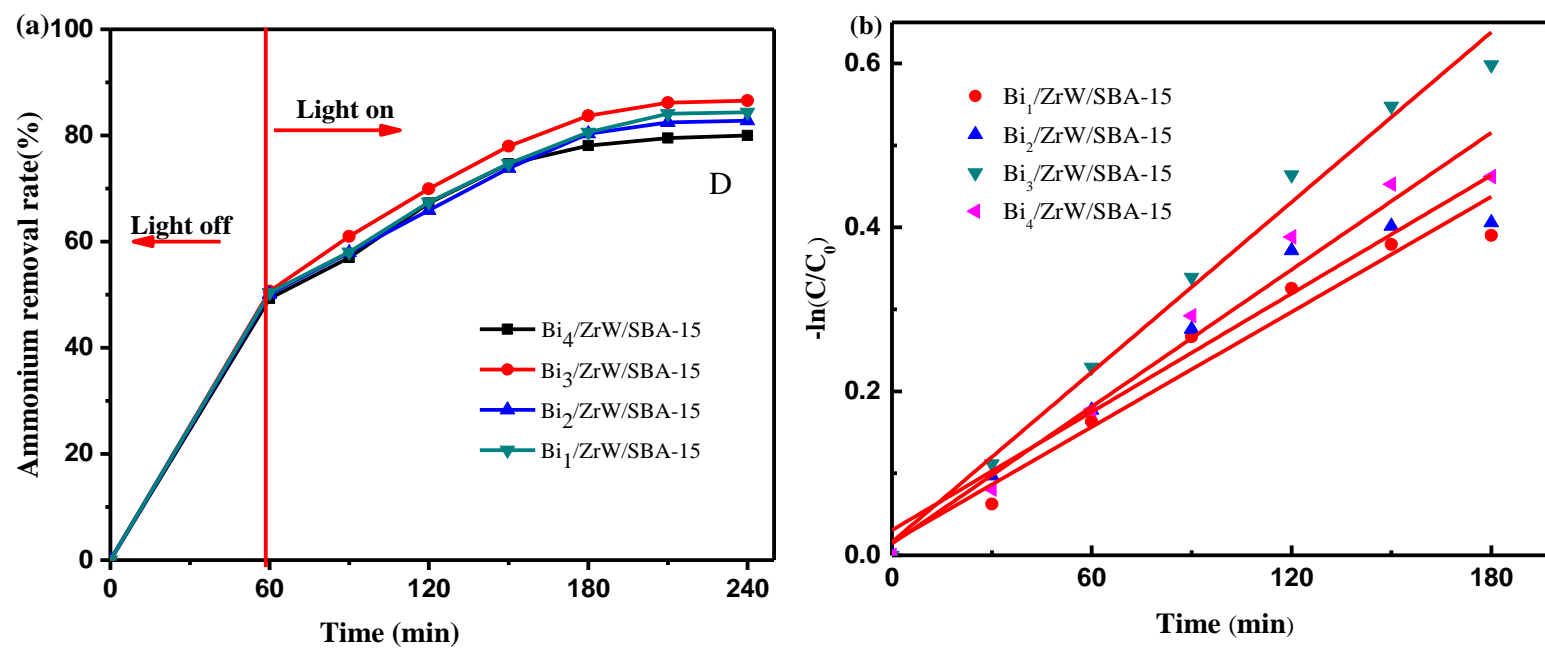 (a)
Ammonium removal rate(%)
100
80
60
40
20
0
Light on
Light off
D
Bi4/ZrW/SBA-15
Bi3/ZrW/SBA-15
Bi2/ZrW/SBA-15
Bi1/ZrW/SBA-15
0 60 120 180 240
Time (min)
(b)
-ln(C/C0)
0.6
0.4
0.2
0.0
Bi1/ZrW/SBA-15
Bi2/ZrW/SBA-15
Bi3/ZrW/SBA-15
Bi4/ZrW/SBA-15
0 60 120 180
Time (min)